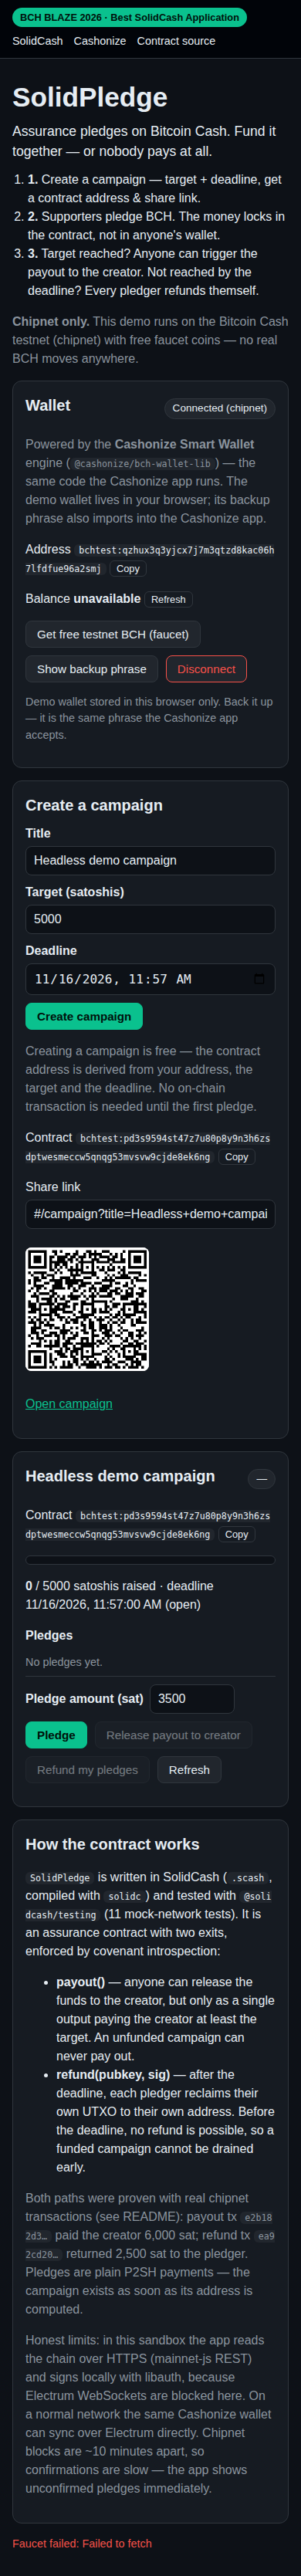 BCH BLAZE 2026 · Best SolidCash Application
SolidCash Cashonize Contract source
SolidPledge
Assurance pledges on Bitcoin Cash. Fund it
together — or nobody pays at all.
1. 1. Create a campaign — target + deadline, get
a contract address & share link.
2. 2. Supporters pledge BCH. The money locks in
the contract, not in anyone's wallet.
3. 3. Target reached? Anyone can trigger the
payout to the creator. Not reached by the
deadline? Every pledger refunds themself.
Chipnet only. This demo runs on the Bitcoin Cash
testnet (chipnet) with free faucet coins — no real
BCH moves anywhere.
Wallet
Connected (chipnet)
Powered by the Cashonize Smart Wallet
engine ( @cashonize/bch-wallet-lib ) — the
same code the Cashonize app runs. The
demo wallet lives in your browser; its backup
phrase also imports into the Cashonize app.
Address bchtest:qzhux3q3yjcx7j7m3qtzd8kac06h
7lfdfue96a2smj Copy
Balance unavailable Refresh
Get free testnet BCH (faucet)
Show backup phrase Disconnect
Demo wallet stored in this browser only. Back it up
— it is the same phrase the Cashonize app
accepts.
Create a campaign
Title
Headless demo campaign
Target (satoshis)
5000
Deadline
11/16/2026, 11:57 AM
Create campaign
Creating a campaign is free — the contract
address is derived from your address, the
target and the deadline. No on-chain
transaction is needed until the first pledge.
Contract bchtest:pd3s9594st47z7u80p8y9n3h6zs
dptwesmeccw5qnqg53mvsvw9cjde8ek6ng Copy
Share link
#/campaign?title=Headless+demo+campai
Open campaign
Headless demo campaign
—
Contract bchtest:pd3s9594st47z7u80p8y9n3h6zs
dptwesmeccw5qnqg53mvsvw9cjde8ek6ng Copy
0 / 5000 satoshis raised · deadline
11/16/2026, 11:57:00 AM (open)
Pledges
No pledges yet.
Pledge amount (sat) 3500
Pledge Release payout to creator
Refund my pledges Refresh
How the contract works
SolidPledge is written in SolidCash ( .scash ,
compiled with solidc ) and tested with @soli
dcash/testing (11 mock-network tests). It is
an assurance contract with two exits,
enforced by covenant introspection:
• payout() — anyone can release the
funds to the creator, but only as a single
output paying the creator at least the
target. An unfunded campaign can
never pay out.
• refund(pubkey, sig) — after the
deadline, each pledger reclaims their
own UTXO to their own address. Before
the deadline, no refund is possible, so a
funded campaign cannot be drained
early.
Both paths were proven with real chipnet
transactions (see README): payout tx e2b18
2d3… paid the creator 6,000 sat; refund tx ea9
2cd20… returned 2,500 sat to the pledger.
Pledges are plain P2SH payments — the
campaign exists as soon as its address is
computed.
Honest limits: in this sandbox the app reads
the chain over HTTPS (mainnet-js REST)
and signs locally with libauth, because
Electrum WebSockets are blocked here. On
a normal network the same Cashonize wallet
can sync over Electrum directly. Chipnet
blocks are ~10 minutes apart, so
confirmations are slow — the app shows
unconfirmed pledges immediately.
Faucet failed: Failed to fetch